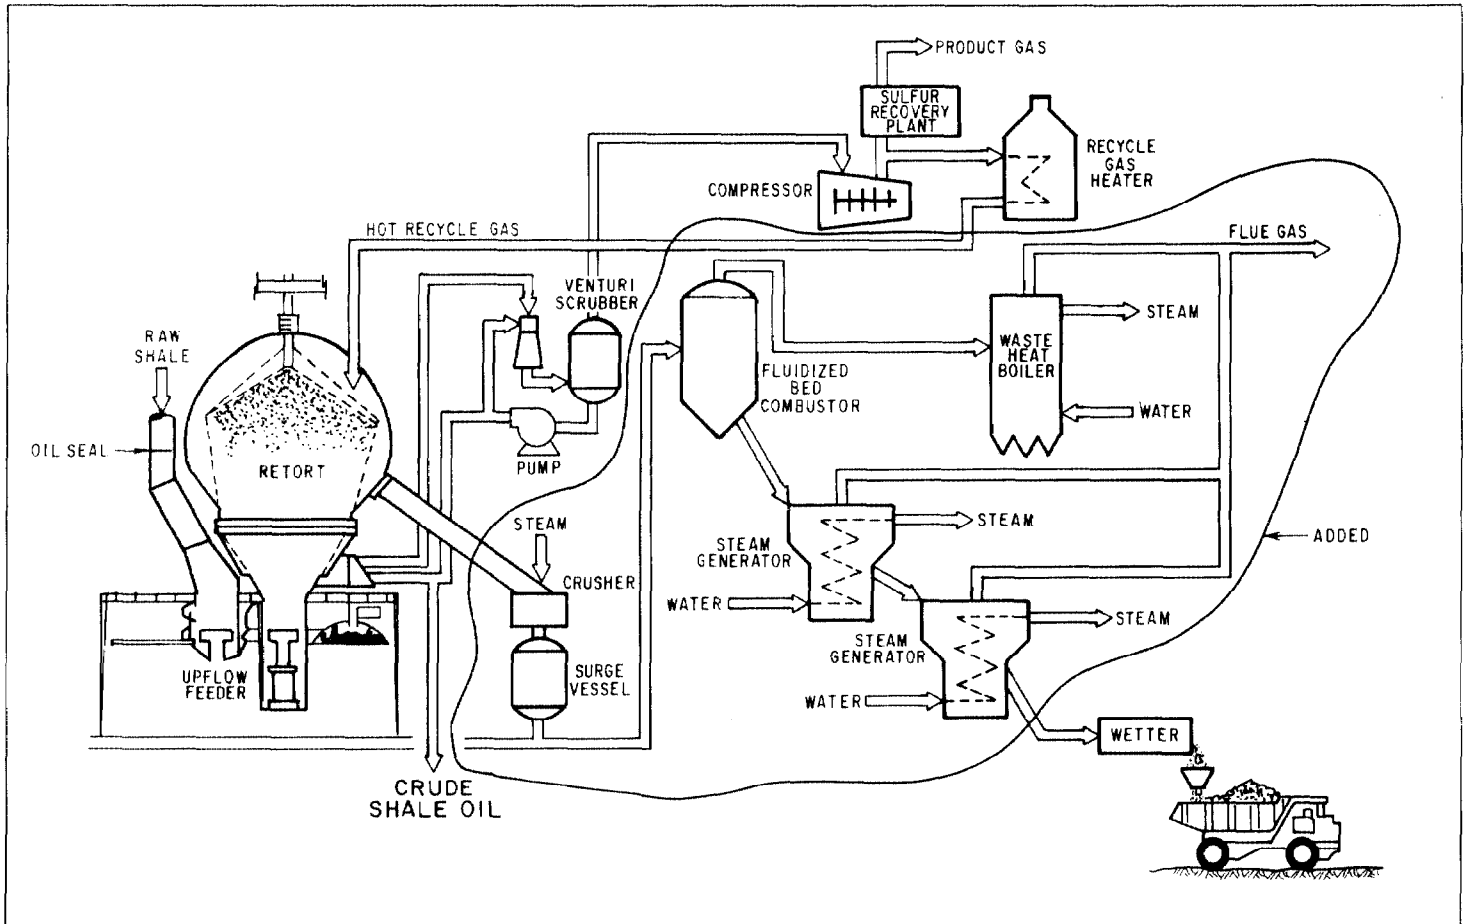 PRODUCT GAS
SULFUR
RECOVERY
PLANT
RECYCLE
GAS
HEATER
COMPRESSOR
HOT RECYCLE GAS
FLUE GAS
VENTURI
SCRUBBER
STEAM
RAW
SHALE
WASTE
HEAT
BOILER
FLUIDIZED
BED
COMBUSTOR
WATER
OIL SEAL
RETORT
PUMP
STEAM
STEAM
ADDED
STEAM
GENERATOR
CRUSHER
WATER
STEAM
STEAM
GENERATOR
UPFLOW
FEEDER
SURGE
VESSEL
WATER
WETTER
CRUDE
SHALE OIL